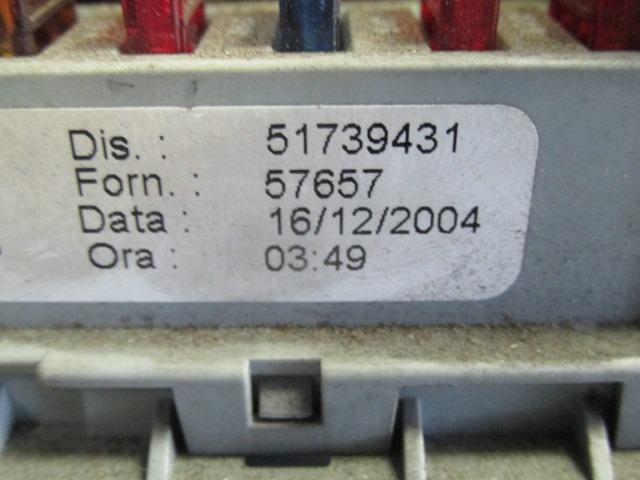 Dis. : 51739431
Forn. : 57657
Data : 16/12/2004
Ora : 03:49